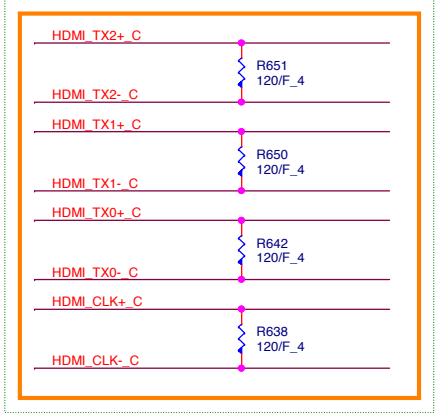 HDMI_TX2+_C
R651
120/F_4
HDMI_TX2-_C
HDMI_TX1+_C
R650
120/F_4
HDMI_TX1-_C
HDMI_TX0+_C
R642
120/F_4
HDMI_TX0-_C
HDMI_CLK+_C
R638
120/F_4
HDMI_CLK-_C